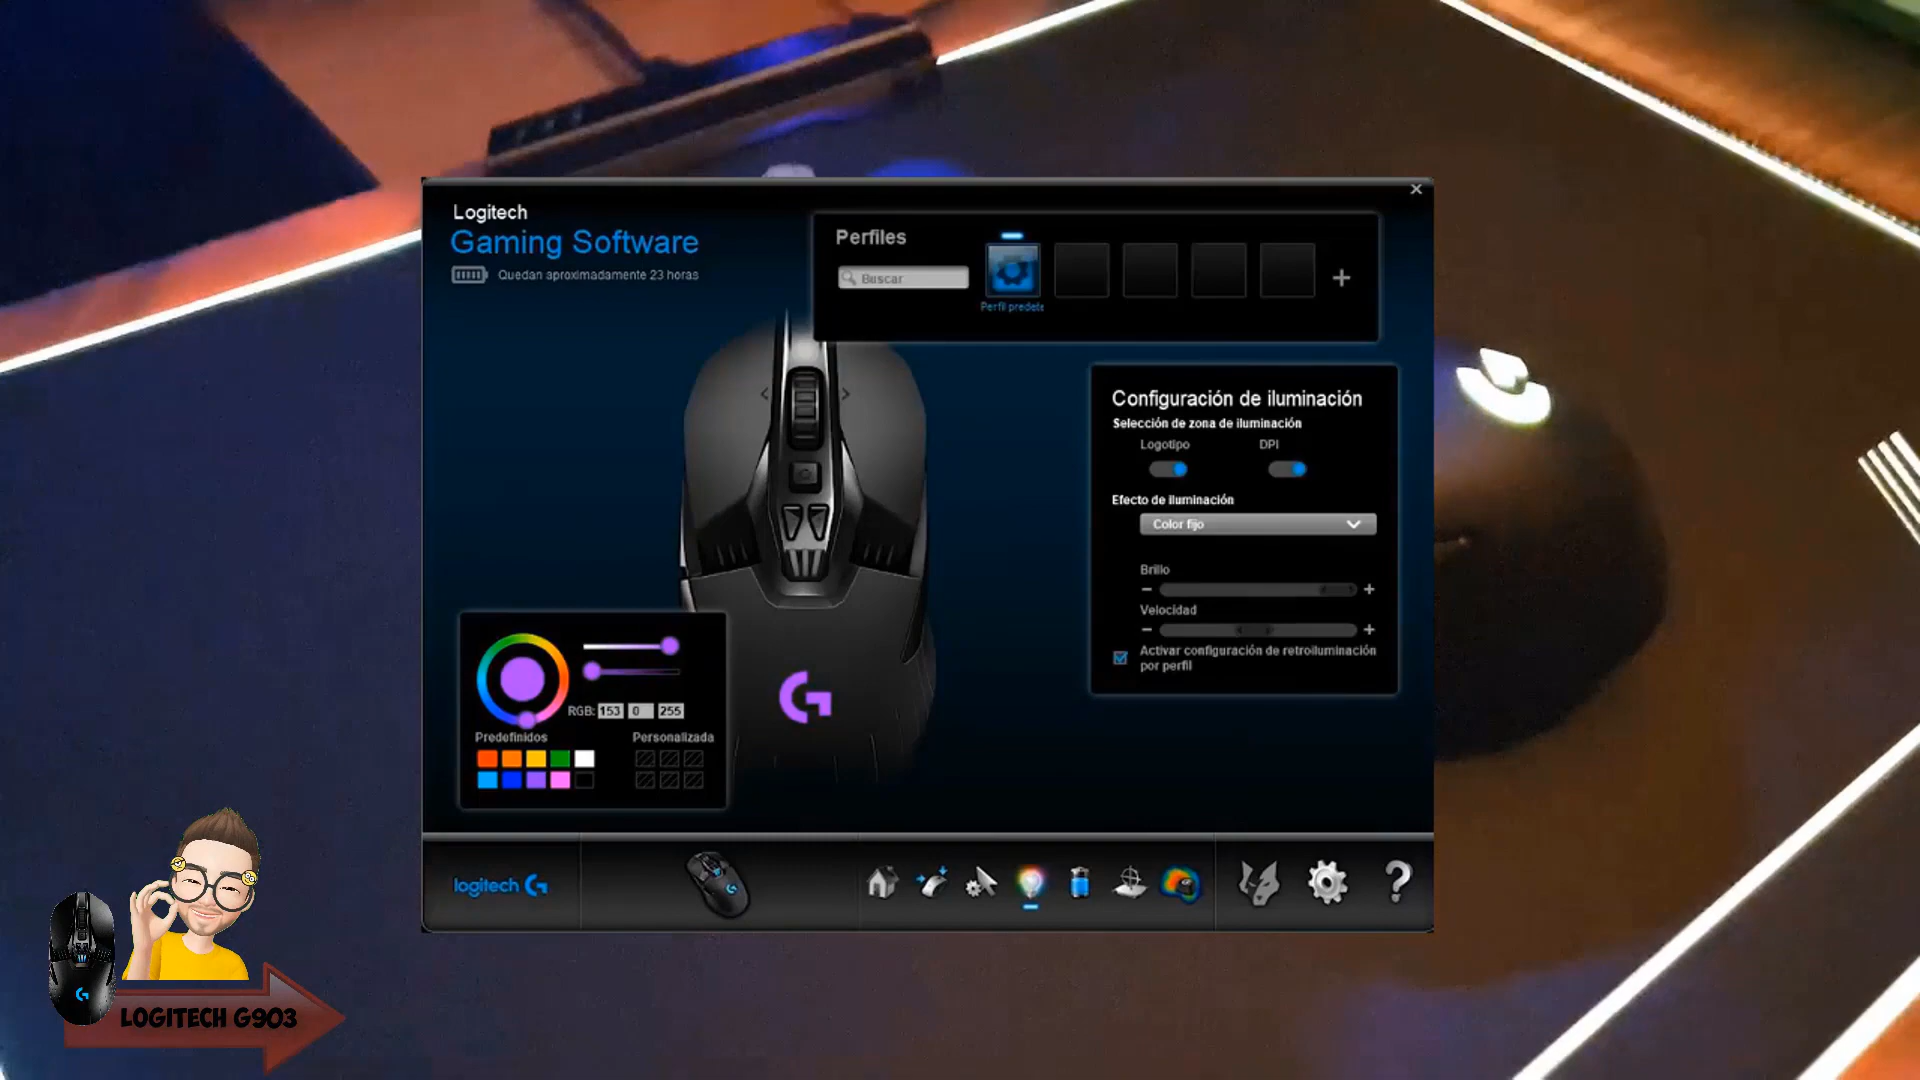 Logitech
Gaming Software
Quedan aproximadamente 23 horas
Perfiles
Buscar
Perfil predete
Configuración de iluminación
Selección de zona de iluminación
Logotipo
DPI
Efecto de iluminación
Color fijo
Brillo
Velocidad
Activar configuración de retroiluminación
por perfil
RGB: 153 0 255
Predefinidos
Personalizada
logitech G
LOGITECH G903